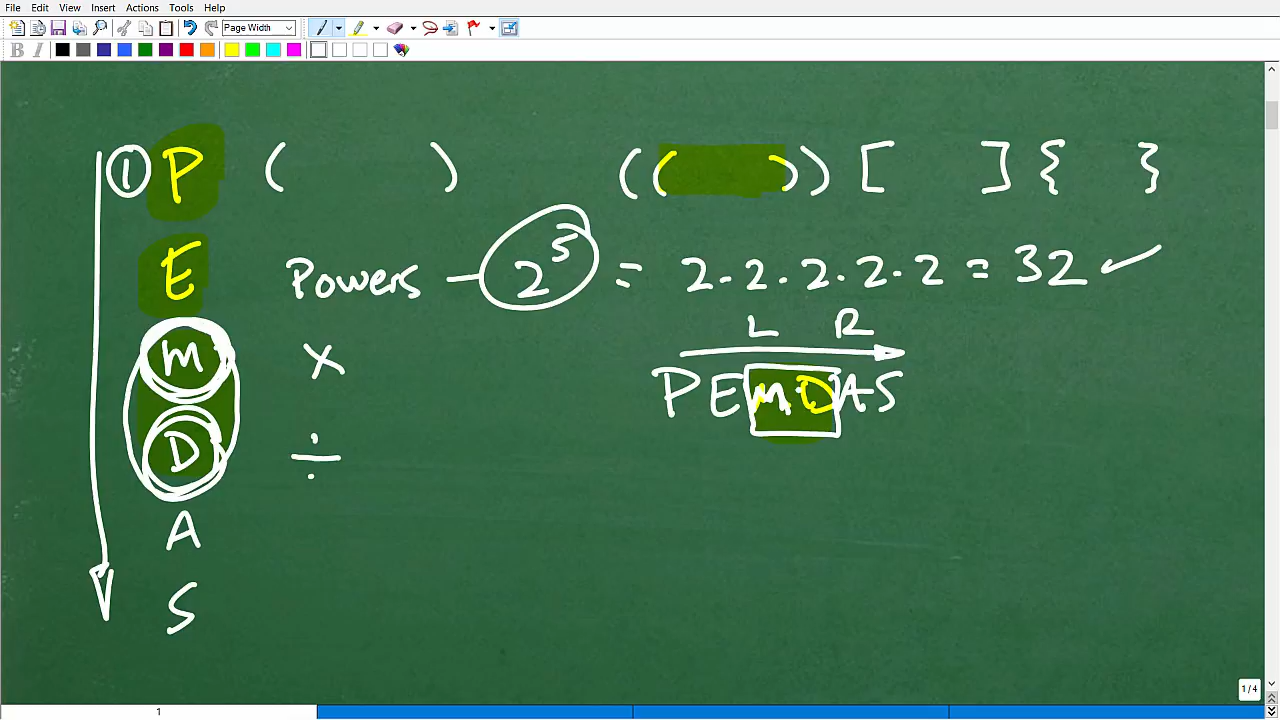 File Edit View Insert Actions Tools Help
Page Width
B I
① P ( ) (( )) [ ] { }
E Powers — 2⁵ = 2·2·2·2·2 = 32 ✓
L R
M ×
PEMDAS
D ÷
A
S
1/4
1